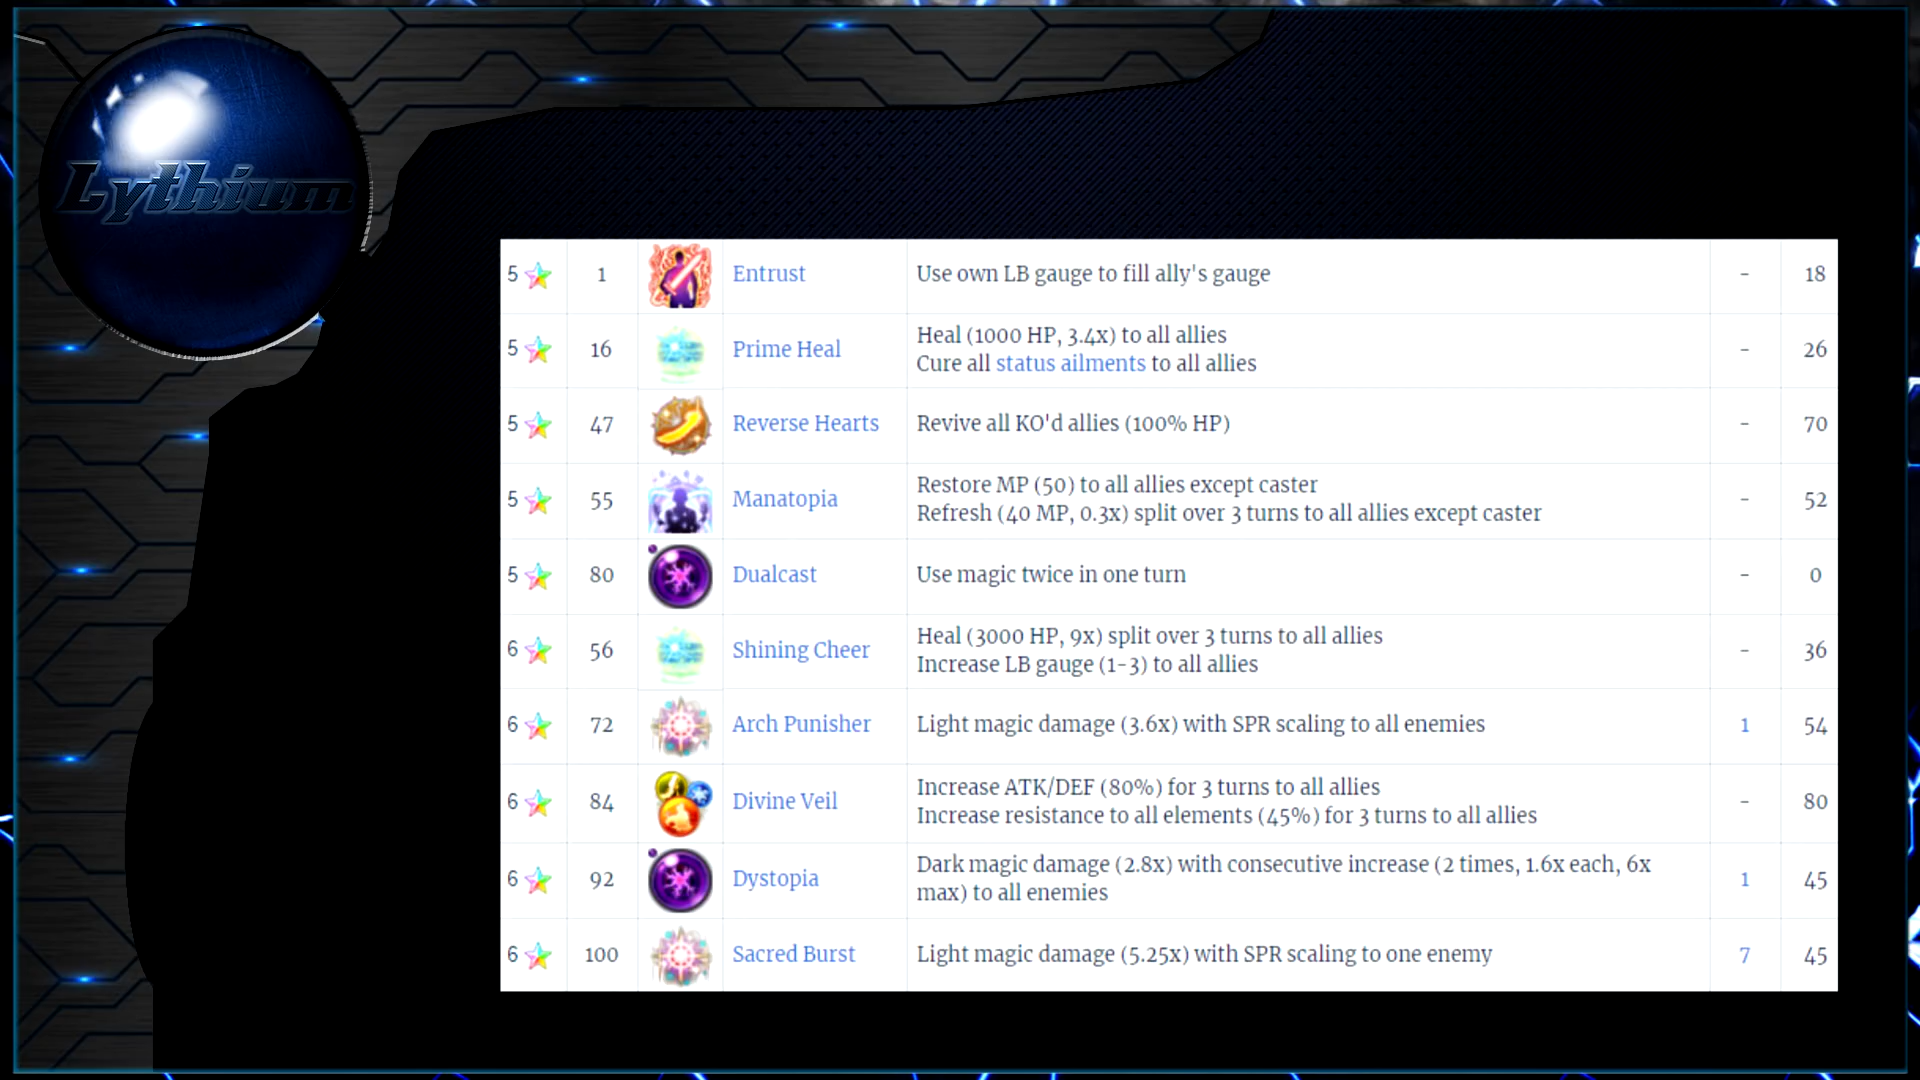 Lythium
5 1 Entrust Use own LB gauge to fill ally's gauge - 18
5 16 Prime Heal Heal (1000 HP, 3.4x) to all allies
Cure all status ailments to all allies - 26
5 47 Reverse Hearts Revive all KO'd allies (100% HP) - 70
5 55 Manatopia Restore MP (50) to all allies except caster
Refresh (40 MP, 0.3x) split over 3 turns to all allies except caster - 52
5 80 Dualcast Use magic twice in one turn - 0
6 56 Shining Cheer Heal (3000 HP, 9x) split over 3 turns to all allies
Increase LB gauge (1-3) to all allies - 36
6 72 Arch Punisher Light magic damage (3.6x) with SPR scaling to all enemies 1 54
6 84 Divine Veil Increase ATK/DEF (80%) for 3 turns to all allies
Increase resistance to all elements (45%) for 3 turns to all allies - 80
6 92 Dystopia Dark magic damage (2.8x) with consecutive increase (2 times, 1.6x each, 6x
max) to all enemies 1 45
6 100 Sacred Burst Light magic damage (5.25x) with SPR scaling to one enemy 7 45